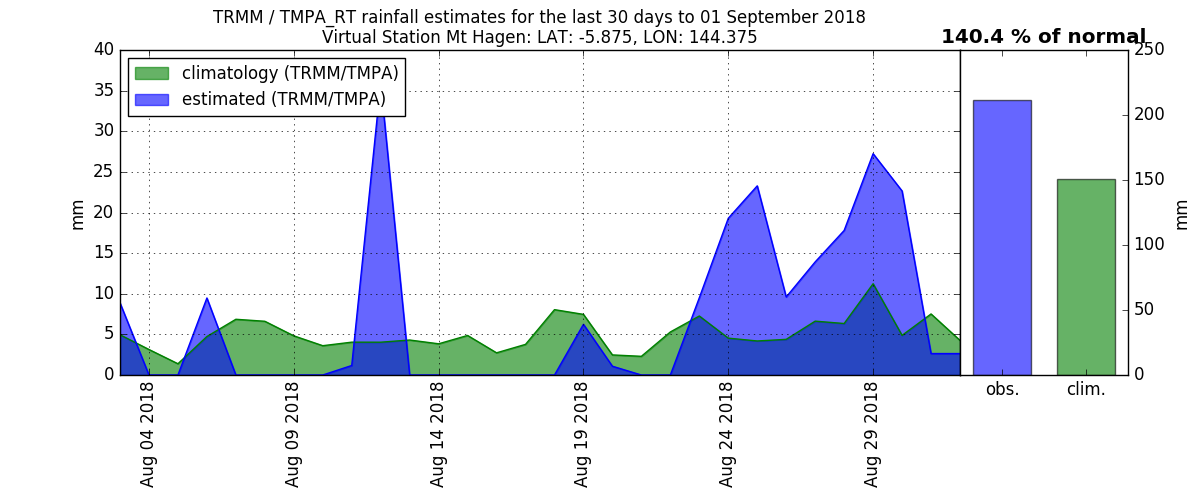 TRMM / TMPA_RT rainfall estimates for the last 30 days to 01 September 2018
Virtual Station Mt Hagen: LAT: -5.875, LON: 144.375
140.4 % of normal
climatology (TRMM/TMPA)
estimated (TRMM/TMPA)
40
35
30
25
20
15
10
5
0
mm
Aug 04 2018
Aug 09 2018
Aug 14 2018
Aug 19 2018
Aug 24 2018
Aug 29 2018
250
200
150
100
50
0
mm
obs.
clim.